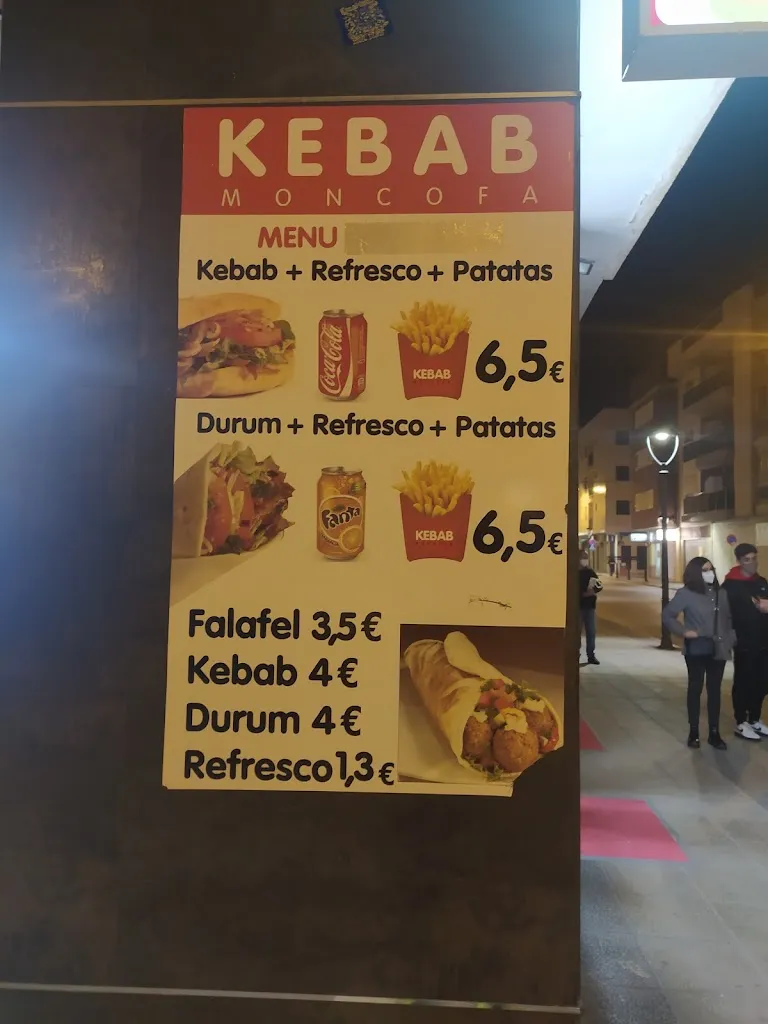 KEBAB
MONCOFA
MENU
Kebab + Refresco + Patatas
Coca-Cola
KEBAB
6,5€
Durum + Refresco + Patatas
Fanta
KEBAB
6,5€
Falafel 3,5€
Kebab 4€
Durum 4€
Refresco 1,3€